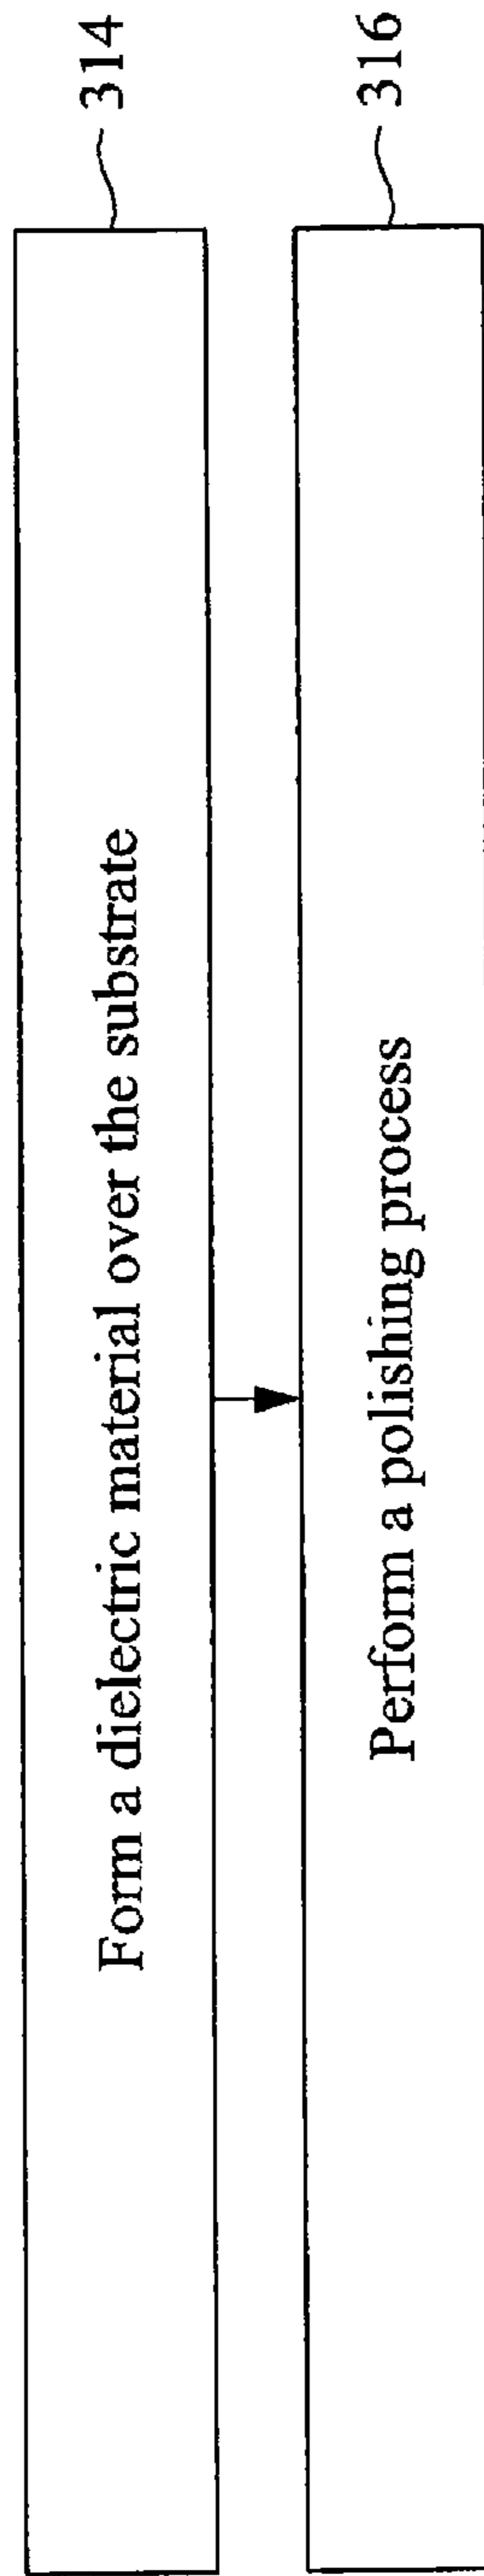 Form a dielectric material over the substrate
314
Perform a polishing process
316